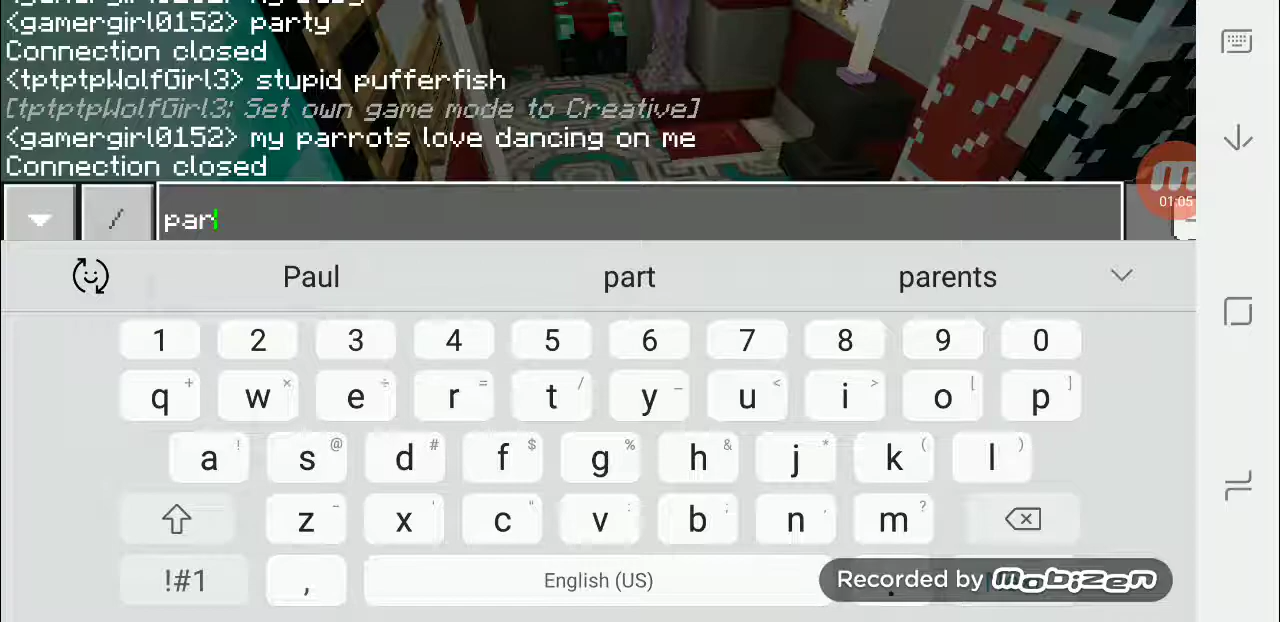 <gamergirl0152> party
Connection closed
<tptptpWolfGirl3> stupid pufferfish
[tptptpWolfGirl3: Set own game mode to Creative]
<gamergirl0152> my parrots love dancing on me
Connection closed
/ par
01:05
Paul part parents
1 2 3 4 5 6 7 8 9 0
q + w × e ÷ r = t / y _ u < i > o [ p ]
a ! s @ d # f $ g % h & j * k ( l )
z - x ' c " v : b ; n , m ?
!#1 , English (US) .
Recorded by mobizen